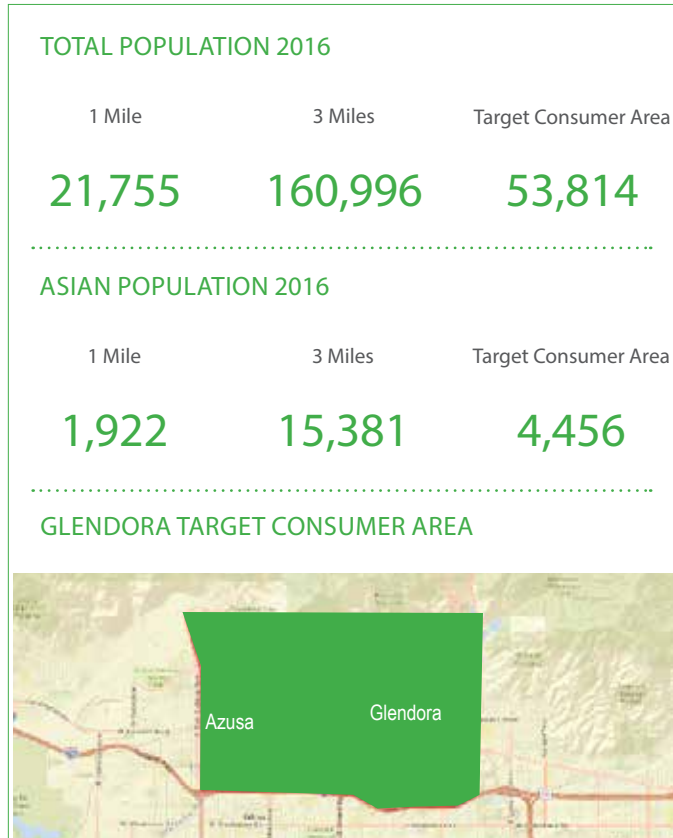 TOTAL POPULATION 2016
1 Mile 3 Miles Target Consumer Area
21,755 160,996 53,814
ASIAN POPULATION 2016
1 Mile 3 Miles Target Consumer Area
1,922 15,381 4,456
GLENDORA TARGET CONSUMER AREA
Glendora
Azusa